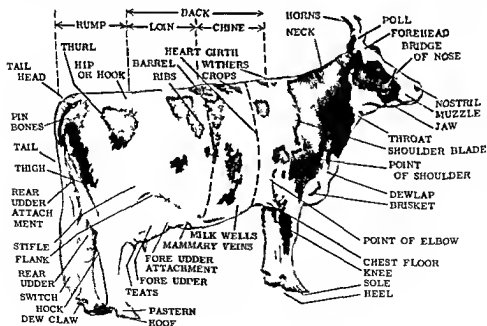 BACK
RUMP
LOIN
CHINE
HORNS
POLL
FOREHEAD
BRIDGE
OF NOSE
NECK
THURL
HIP
OR HOOK
HEART GIRTH
BARREL
WITHERS
RIBS
CROPS
TAIL
HEAD
PIN
BONES
TAIL
THIGH
REAR
UDDER
ATTACH
MENT
STIFLE
FLANK
REAR
UDDER
SWITCH
HOCK
DEW CLAW
NOSTRIL
MUZZLE
JAW
THROAT
SHOULDER BLADE
POINT
OF SHOULDER
DEWLAP
BRISKET
POINT OF ELBOW
CHEST FLOOR
KNEE
SOLE
HEEL
MILK WELLS
MAMMARY VEINS
FORE UDDER
ATTACHMENT
FORE UDDER
TEATS
PASTERN
HOOF